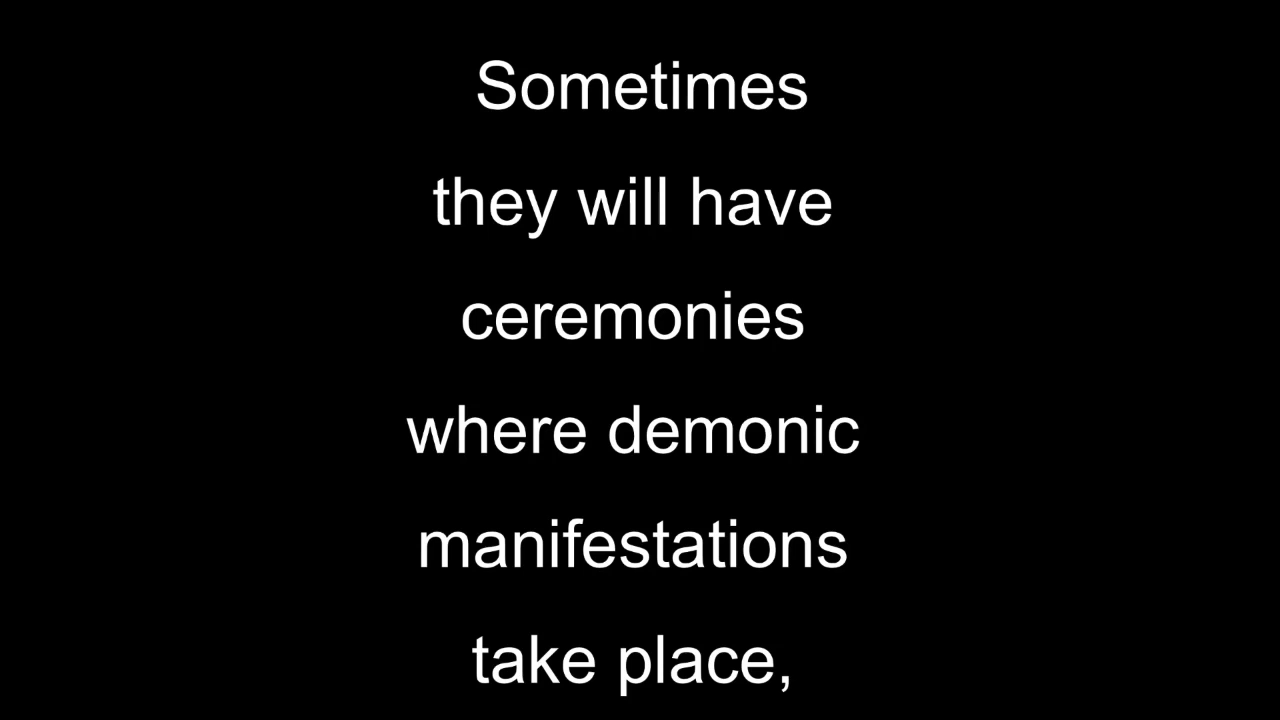 Sometimes
they will have
ceremonies
where demonic
manifestations
take place,